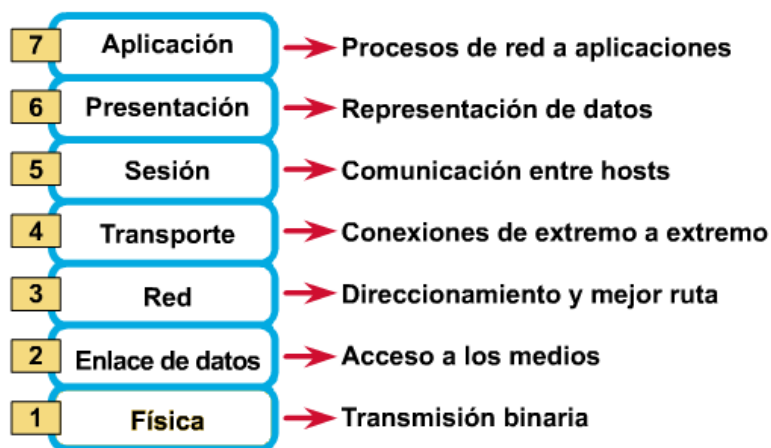 7 Aplicación Procesos de red a aplicaciones
6 Presentación Representación de datos
5 Sesión Comunicación entre hosts
4 Transporte Conexiones de extremo a extremo
3 Red Direccionamiento y mejor ruta
2 Enlace de datos Acceso a los medios
1 Física Transmisión binaria